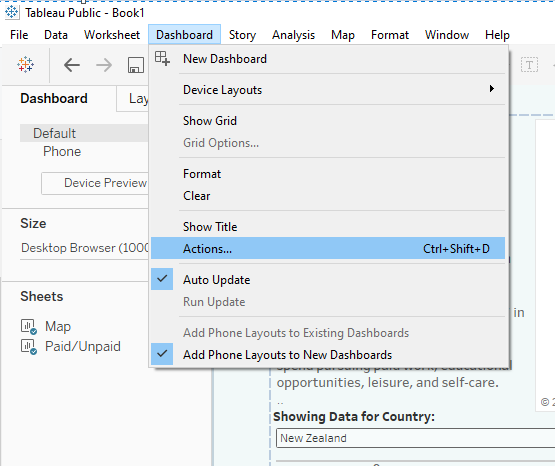 Tableau Public - Book1
File Data Worksheet Dashboard Story Analysis Map Format Window Help
New Dashboard
Device Layouts
Show Grid
Grid Options...
Format
Clear
Show Title
Actions... Ctrl+Shift+D
Auto Update
Run Update
Add Phone Layouts to Existing Dashboards
Add Phone Layouts to New Dashboards
Dashboard Lay
Default
Phone
Device Preview
Size
Desktop Browser (1000
Sheets
Map
Paid/Unpaid
T
in
opportunities, leisure, and self-care.
..
Showing Data for Country:
New Zealand
© 2